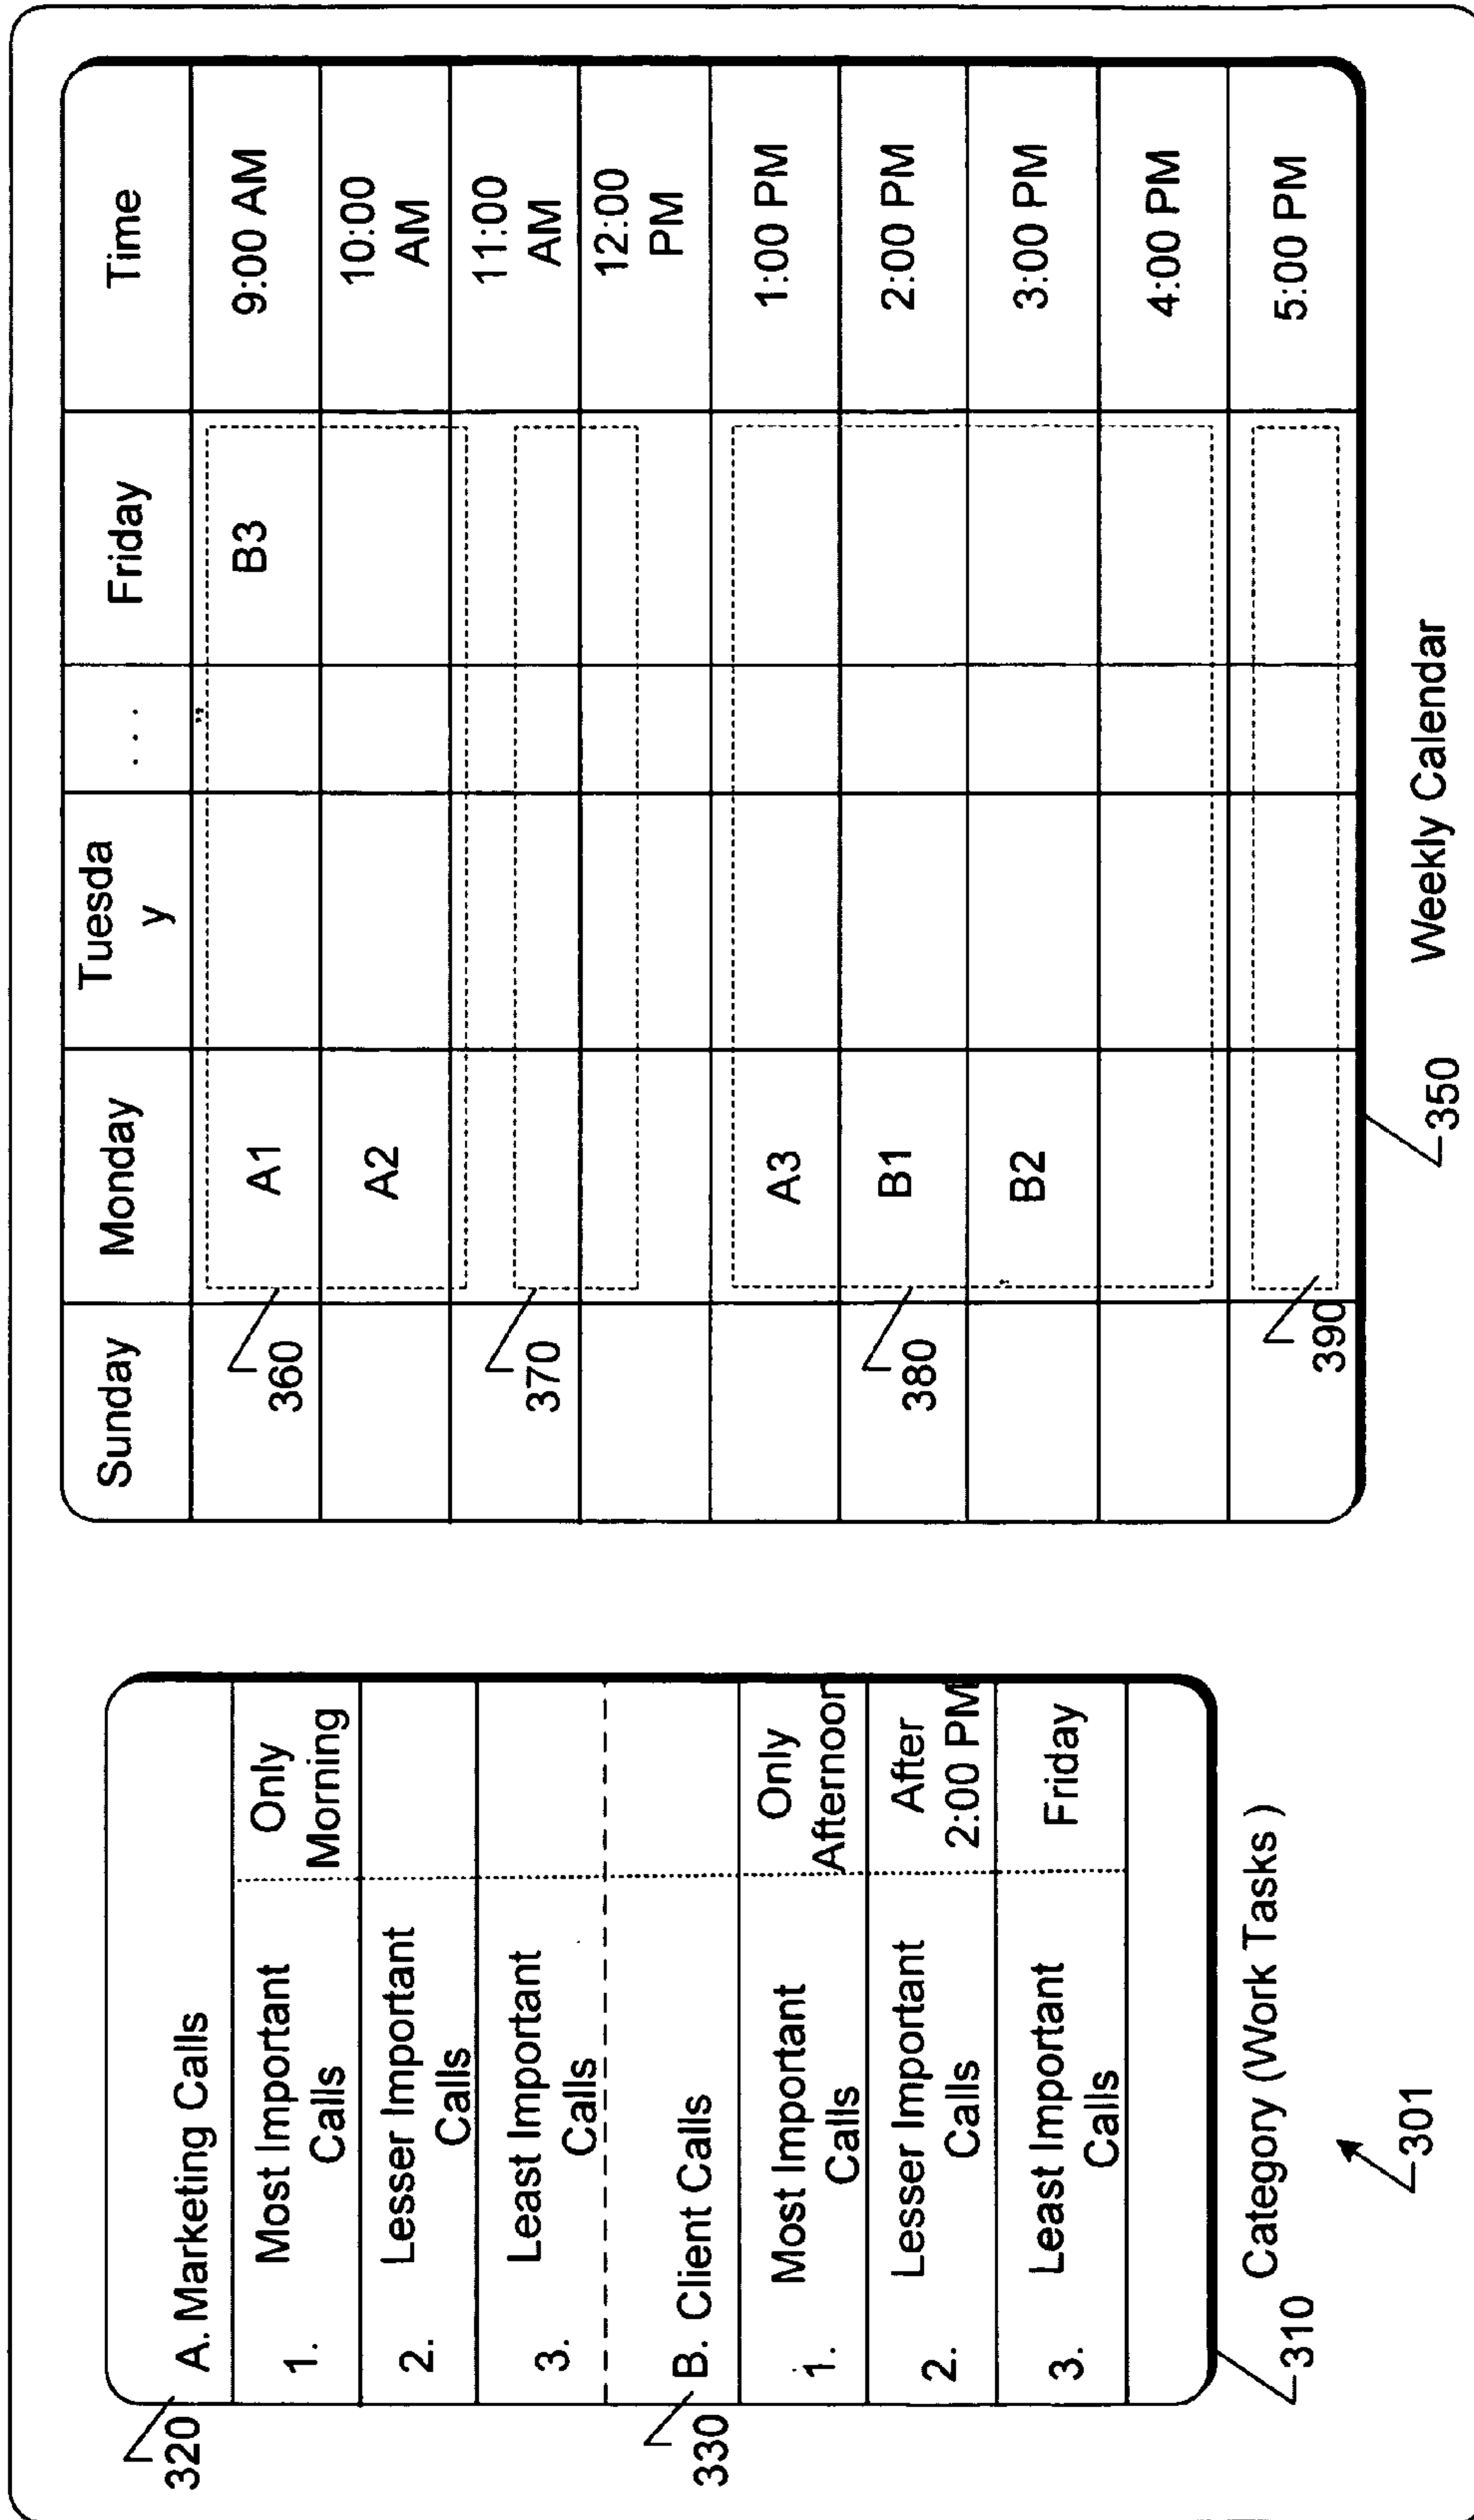 320
A. Marketing Calls
1. Most Important Calls Only Morning
2. Lesser Important Calls
3. Least Important Calls
330
B. Client Calls
1. Most Important Calls Only Afternoon
2. Lesser Important Calls After 2:00 PM
3. Least Important Calls Friday
310
Category (Work Tasks)
301
Sunday Monday Tuesda y . . . Friday Time
A1 B3 9:00 AM
360
A2 10:00 AM
11:00 AM
370
12:00 PM
A3 1:00 PM
B1 2:00 PM
380
B2 3:00 PM
4:00 PM
5:00 PM
390
350
Weekly Calendar